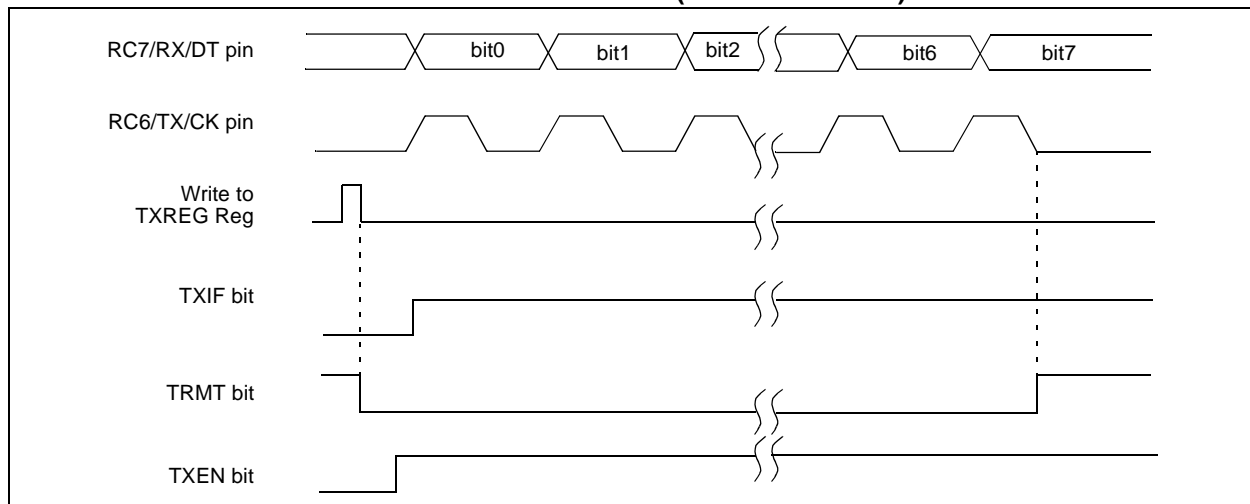 RC7/RX/DT pin
bit0
bit1
bit2
bit6
bit7
RC6/TX/CK pin
Write to
TXREG Reg
TXIF bit
TRMT bit
TXEN bit